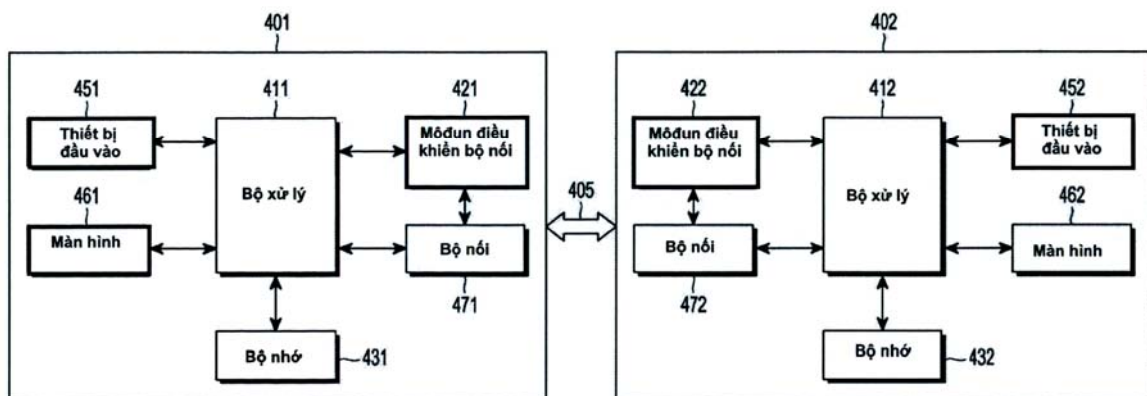 401
402
451
411
421
422
412
452
Thiết bị
đầu vào
Bộ xử lý
Môđun điều
khiển bộ nối
Môđun điều
khiển bộ nối
Bộ xử lý
Thiết bị
đầu vào
461
405
462
Màn hình
Bộ nối
Bộ nối
Màn hình
471
472
Bộ nhớ
431
Bộ nhớ
432